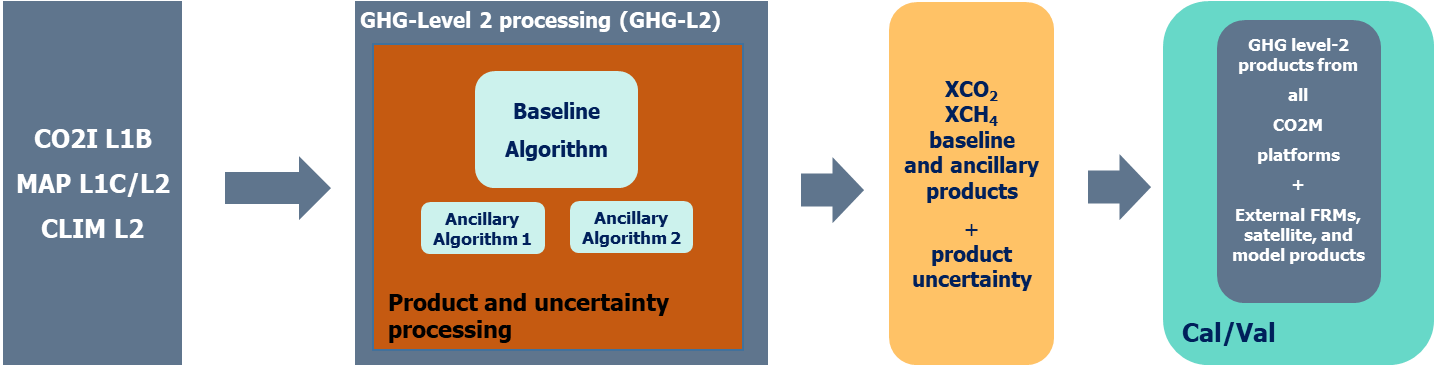 CO2I L1B
MAP L1C/L2
CLIM L2
GHG-Level 2 processing (GHG-L2)
Baseline
Algorithm
Ancillary
Algorithm 1
Ancillary
Algorithm 2
Product and uncertainty
processing
XCO₂
XCH₄
baseline
and ancillary
products
+
product
uncertainty
GHG level-2
products from
all
CO2M
platforms
+
External FRMs,
satellite, and
model products
Cal/Val